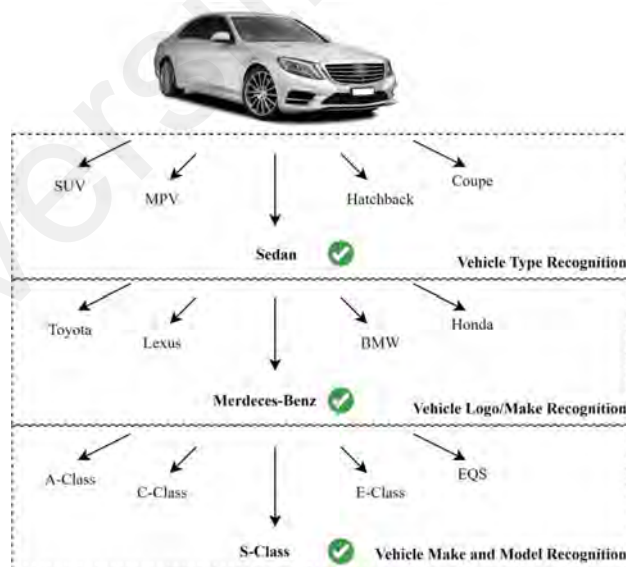 SUV
MPV
Sedan
Hatchback
Coupe
Vehicle Type Recognition
Toyota
Lexus
Merdeces-Benz
BMW
Honda
Vehicle Logo/Make Recognition
A-Class
C-Class
S-Class
E-Class
EQS
Vehicle Make and Model Recognition